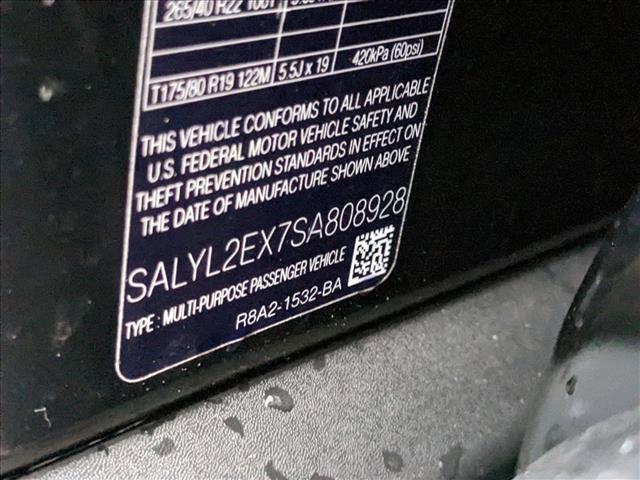 265/40 R22 106Y
T175/80 R19 122M 5.5J x 19 420kPa (60psi)
THIS VEHICLE CONFORMS TO ALL APPLICABLE
U.S. FEDERAL MOTOR VEHICLE SAFETY AND
THEFT PREVENTION STANDARDS IN EFFECT ON
THE DATE OF MANUFACTURE SHOWN ABOVE
SALYL2EX7SA808928
TYPE : MULTI-PURPOSE PASSENGER VEHICLE
R8A2-1532-BA